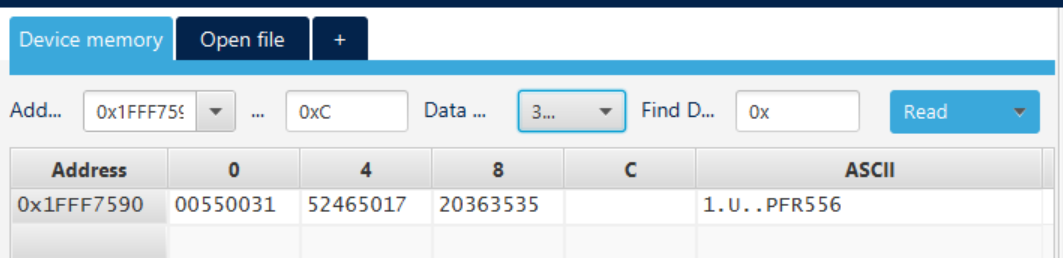 Device memory Open file +
Add... 0x1FFF759 ... 0xC Data ... 3... Find D... 0x Read
Address 0 4 8 C ASCII
0x1FFF7590 00550031 52465017 20363535 1.U..PFR556